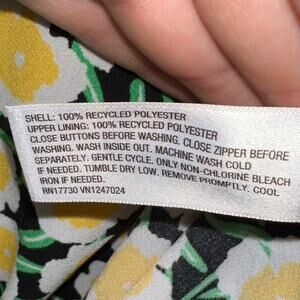 SHELL: 100% RECYCLED POLYESTER
UPPER LINING: 100% RECYCLED POLYESTER
CLOSE BUTTONS BEFORE WASHING. CLOSE ZIPPER BEFORE
WASHING. WASH INSIDE OUT. MACHINE WASH COLD
SEPARATELY. GENTLE CYCLE. ONLY NON-CHLORINE BLEACH
IF NEEDED. TUMBLE DRY LOW. REMOVE PROMPTLY. COOL
IRON IF NEEDED.
RN17730 VN1247024